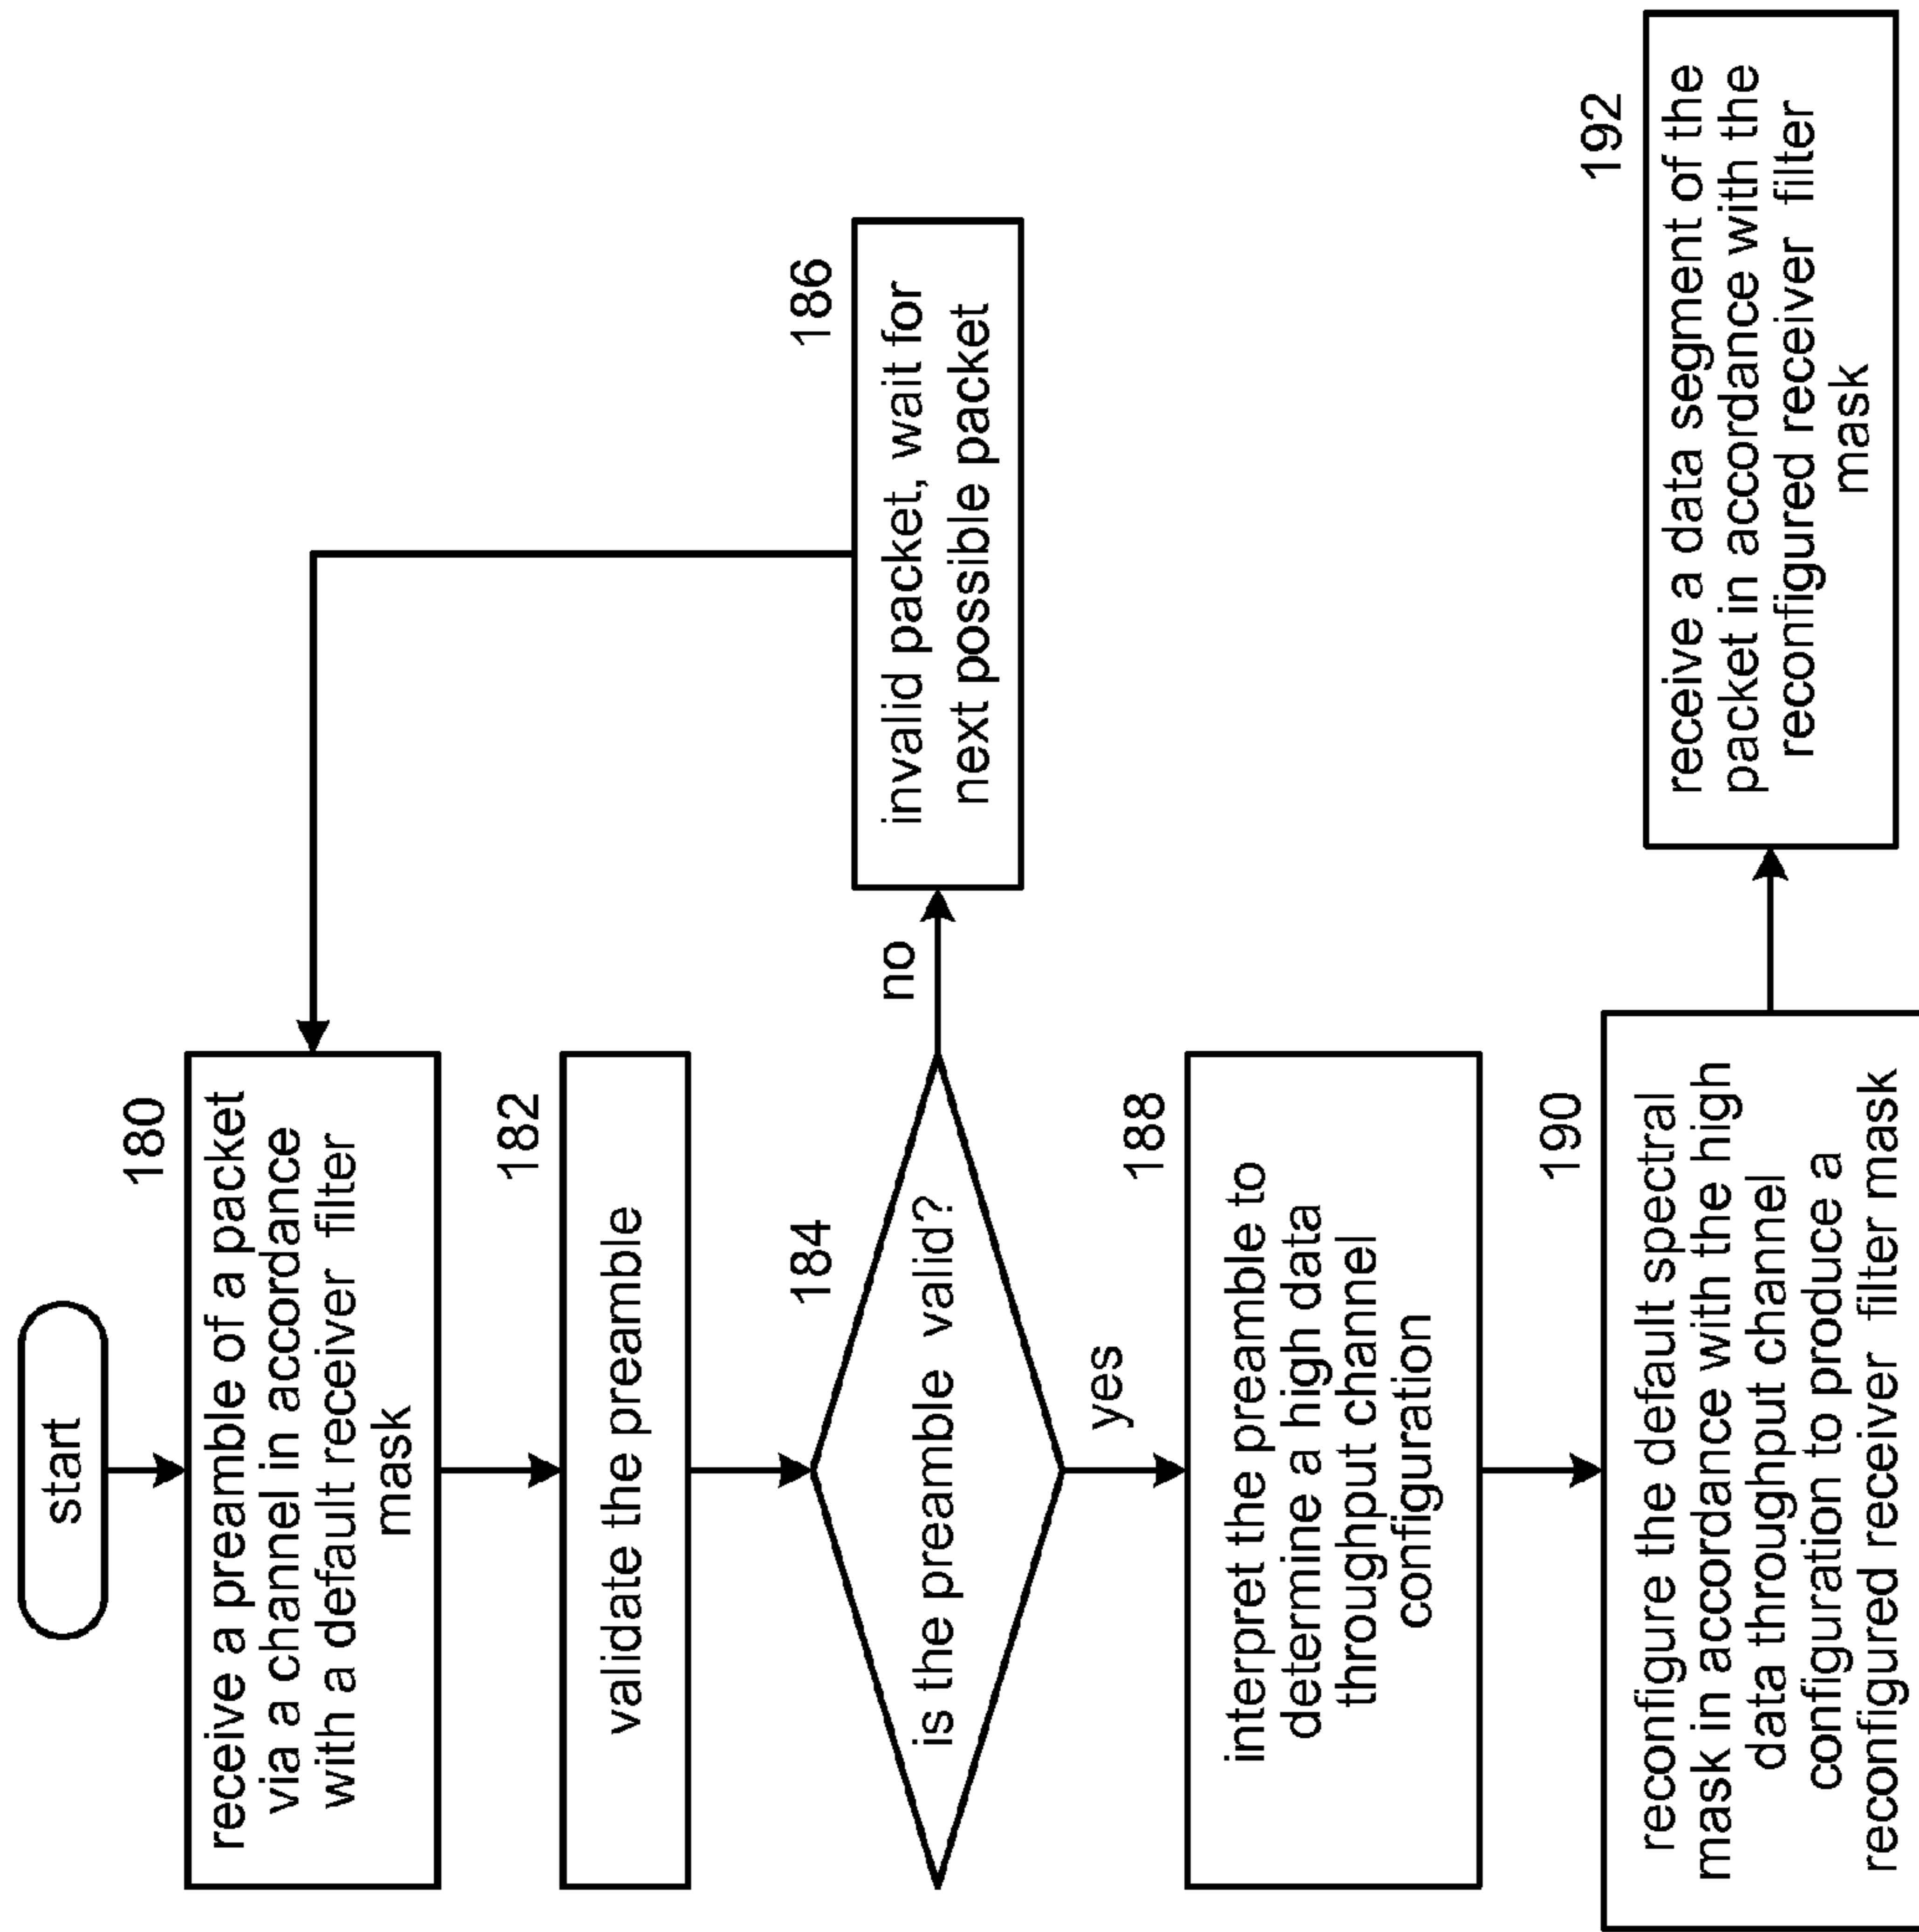 start
180
receive a preamble of a packet
via a channel in accordance
with a default receiver filter
mask
182
validate the preamble
184
is the preamble valid?
no
186
invalid packet, wait for
next possible packet
yes
188
interpret the preamble to
determine a high data
throughput channel
configuration
190
reconfigure the default spectral
mask in accordance with the high
data throughput channel
configuration to produce a
reconfigured receiver filter mask
192
receive a data segment of the
packet in accordance with the
reconfigured receiver filter
mask